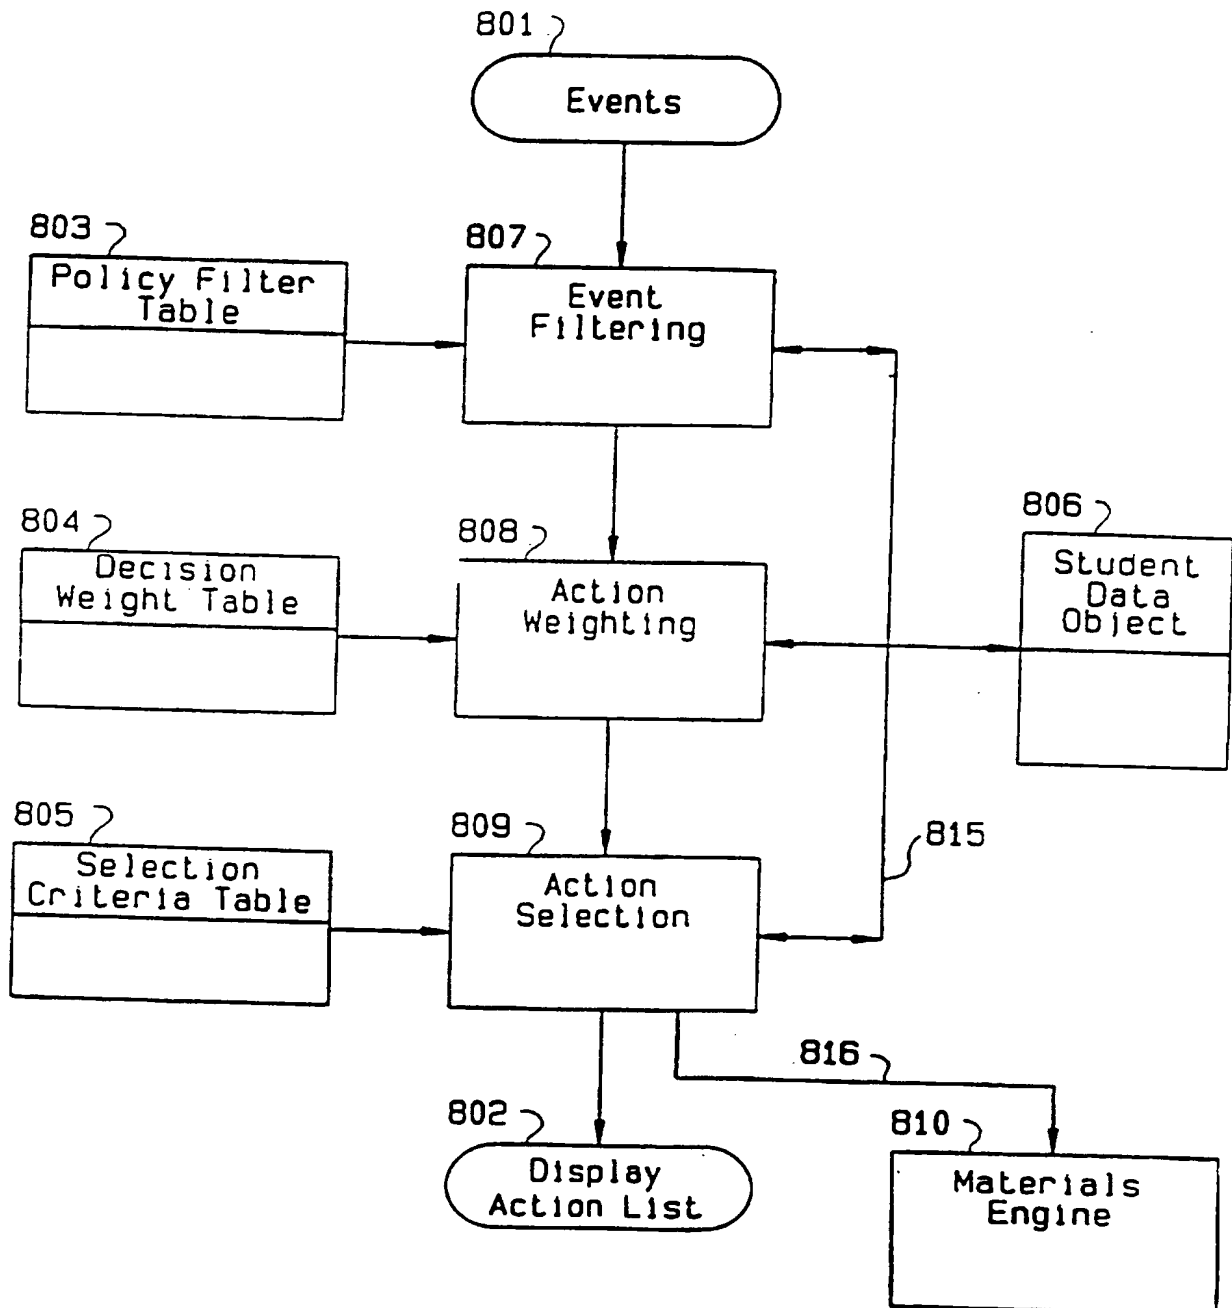 801
Events
803
Policy Filter
Table
807
Event
Filtering
804
Decision
Weight Table
808
Action
Weighting
806
Student
Data
Object
805
Selection
Criteria Table
809
Action
Selection
815
816
802
Display
Action List
810
Materials
Engine